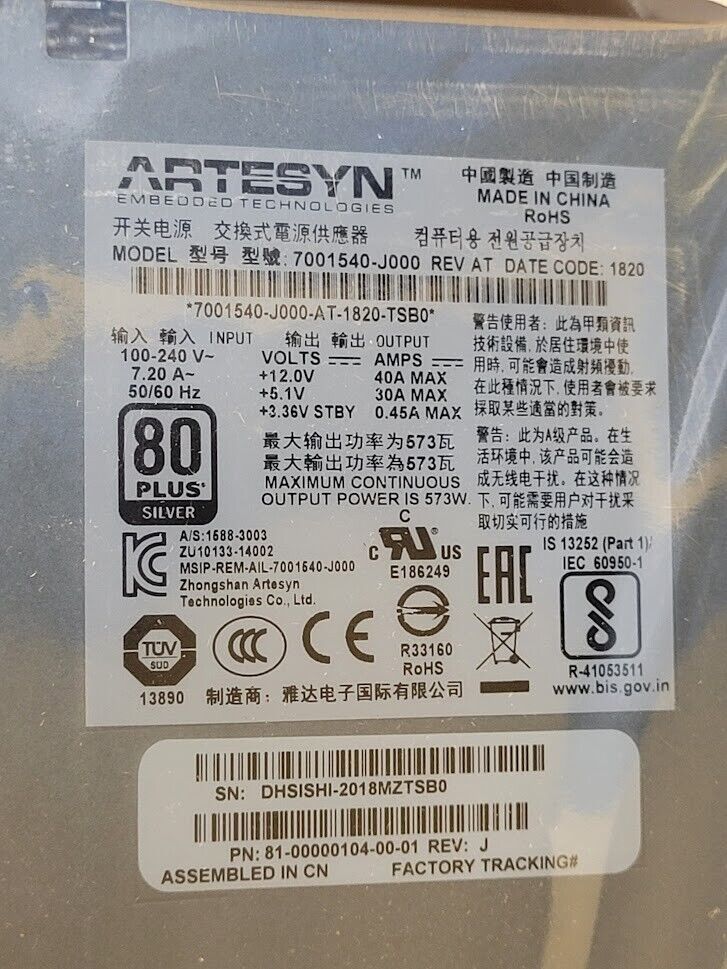 ARTESYN™
EMBEDDED TECHNOLOGIES
中國製造 中国制造
MADE IN CHINA
RoHS
开关电源 交換式電源供應器 컴퓨터용 전원공급장치
MODEL 型号 型號: 7001540-J000 REV AT DATE CODE: 1820
*7001540-J000-AT-1820-TSB0*
输入 輸入 INPUT
100-240 V~
7.20 A~
50/60 Hz
输出 輸出 OUTPUT
VOLTS AMPS
+12.0V 40A MAX
+5.1V 30A MAX
+3.36V STBY 0.45A MAX
最大输出功率为573瓦
最大輸出功率為573瓦
MAXIMUM CONTINUOUS
OUTPUT POWER IS 573W.
警告使用者: 此為甲類資訊
技術設備, 於居住環境中使
用時, 可能會造成射頻擾動,
在此種情況下, 使用者會被要求
採取某些適當的對策。
警告: 此为A级产品。在生
活环境中, 该产品可能会造
成无线电干扰。在这种情况
下, 可能需要用户对干扰采
取切实可行的措施
80
PLUS
SILVER
A/S:1588-3003
ZU10133-14002
MSIP-REM-AIL-7001540-J000
Zhongshan Artesyn
Technologies Co., Ltd.
C
C RU® US
E186249
EAC
IS 13252 (Part 1)/
IEC 60950-1
R-41053511
www.bis.gov.in
TÜV
SÜD
13890
CCC
CE
R33160
RoHS
制造商: 雅达电子国际有限公司
SN: DHSISHI-2018MZTSB0
PN: 81-00000104-00-01 REV: J
ASSEMBLED IN CN FACTORY TRACKING#